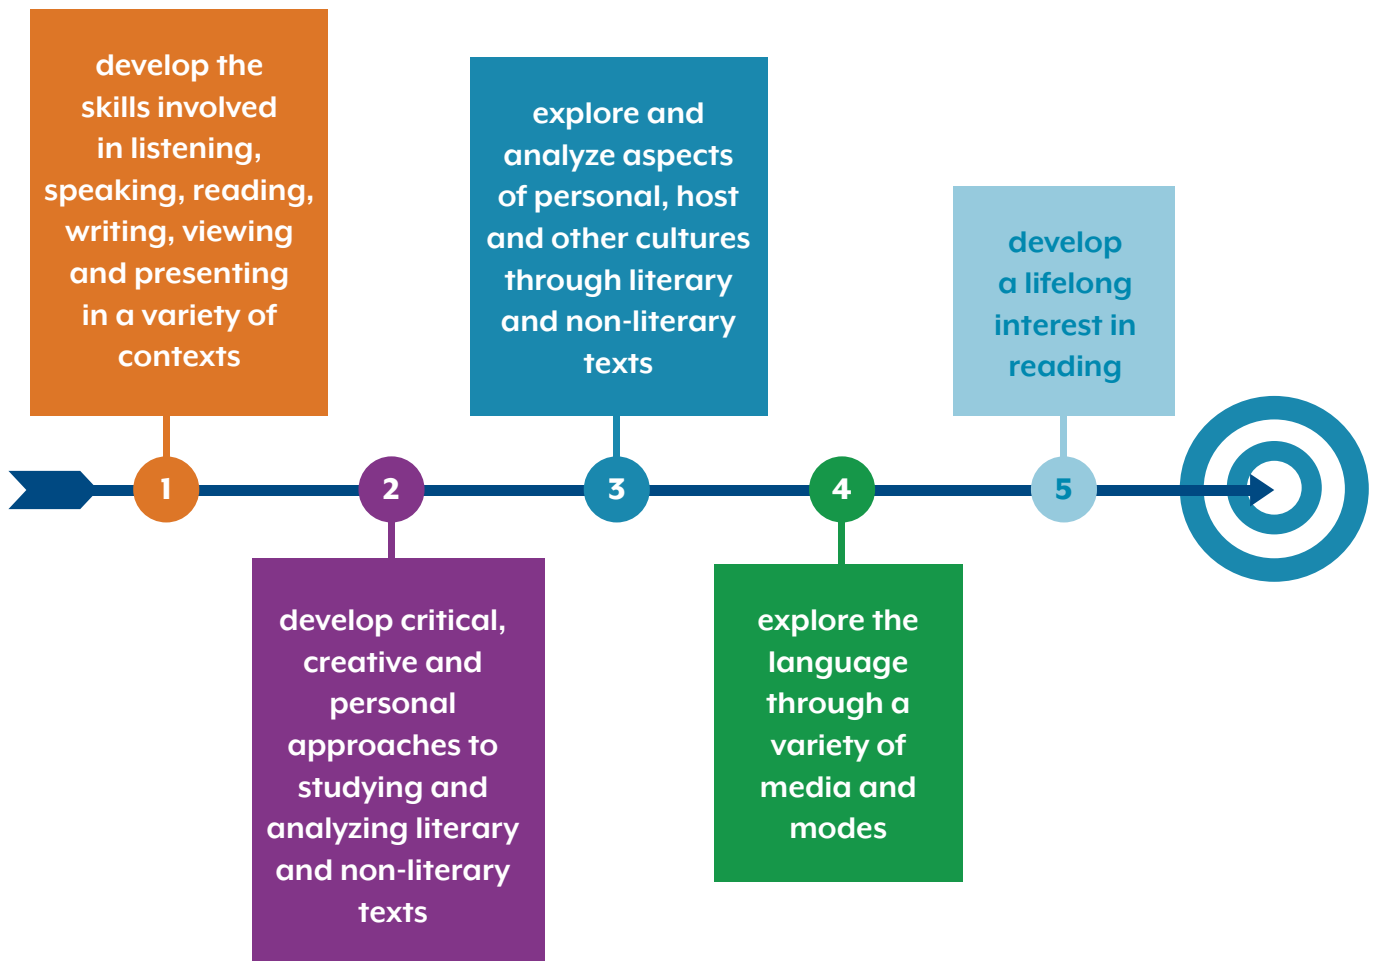 develop the
skills involved
in listening,
speaking, reading,
writing, viewing
and presenting
in a variety of
contexts
1
2
develop critical,
creative and
personal
approaches to
studying and
analyzing literary
and non-literary
texts
explore and
analyze aspects
of personal, host
and other cultures
through literary
and non-literary
texts
3
4
explore the
language
through a
variety of
media and
modes
develop
a lifelong
interest in
reading
5